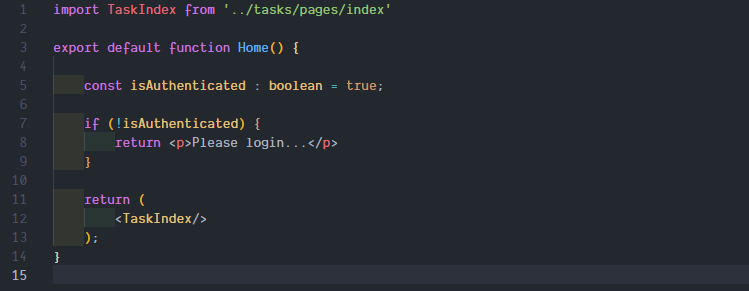 1 import TaskIndex from '../tasks/pages/index'
2
3 export default function Home() {
4
5     const isAuthenticated : boolean = true;
6
7     if (!isAuthenticated) {
8         return <p>Please login...</p>
9     }
10
11     return (
12         <TaskIndex/>
13     );
14 }
15